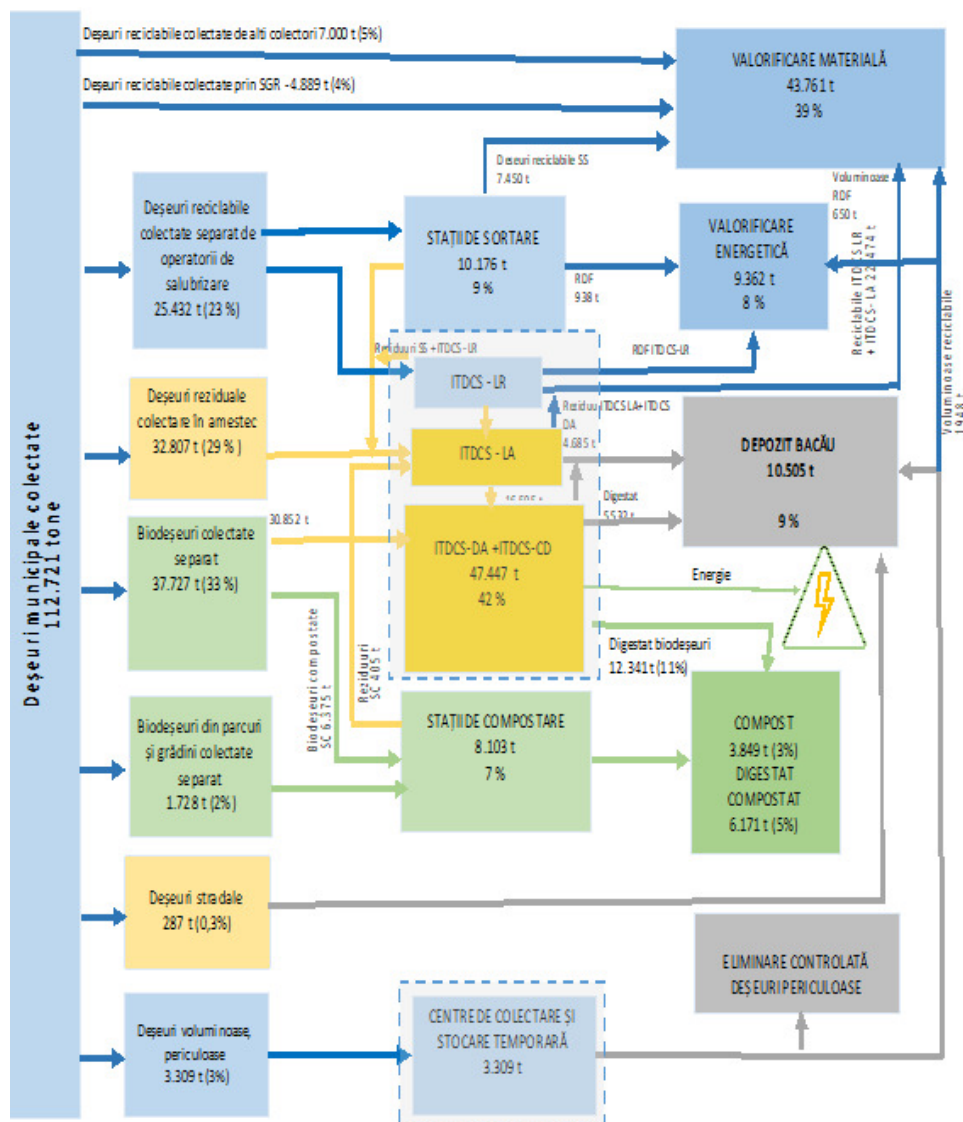 Deșeuri municipale colectate
112.721 tone
Deșeuri reciclabile colectate de alti colectori 7.000 t (5%)
Deșeuri reciclabile colectate prin SGR - 4.889 t (4%)
VALORIFICARE MATERIALĂ
43.761 t
39 %
Deseuri reciclabile SS
7.450 t
Voluminoase
RDF
650 t
Deșeuri reciclabile
colectate separat de
operatorii de
salubrizare
25.432 t (23 %)
STAȚII DE SORTARE
10.176 t
9 %
RDF
938 t
VALORIFICARE
ENERGETICĂ
9.362 t
8 %
Reciclabile ITDCS LR
+ ITDCS- LA 22.474 t
Voluminoase reciclabile
1948 t
Reziduuri SS + ITDCS - LR
ITDCS - LR
RDF ITDCS-LR
Deșeuri reziduale
colectare în amestec
32.807 t (29 %)
ITDCS - LA
Reziduu ITDCS LA+ ITDCS
DA
4.685 t
DEPOZIT BACĂU
10.505 t
9 %
Biodeșeuri colectate
separat
37.727 t (33 %)
30.852 t
ITDCS-DA +ITDCS-CD
47.447 t
42 %
Digestat
5.532 t
Energie
Digestat biodeșeuri
12.341 t (11%)
Biodeșeuri compostate
SC 6.375 t
Reziduuri
SC 405 t
Biodeșeuri din parcuri
și grădini colectate
separat
1.728 t (2%)
STAȚII DE COMPOSTARE
8.103 t
7 %
COMPOST
3.849 t (3%)
DIGESTAT
COMPOSTAT
6.171 t (5%)
Deșeuri stradale
287 t (0,3%)
ELIMINARE CONTROLATĂ
DEȘEURI PERICULOASE
Deșeuri voluminoase,
periculoase
3.309 t (3%)
CENTRE DE COLECTARE ȘI
STOCARE TEMPORARĂ
3.309 t